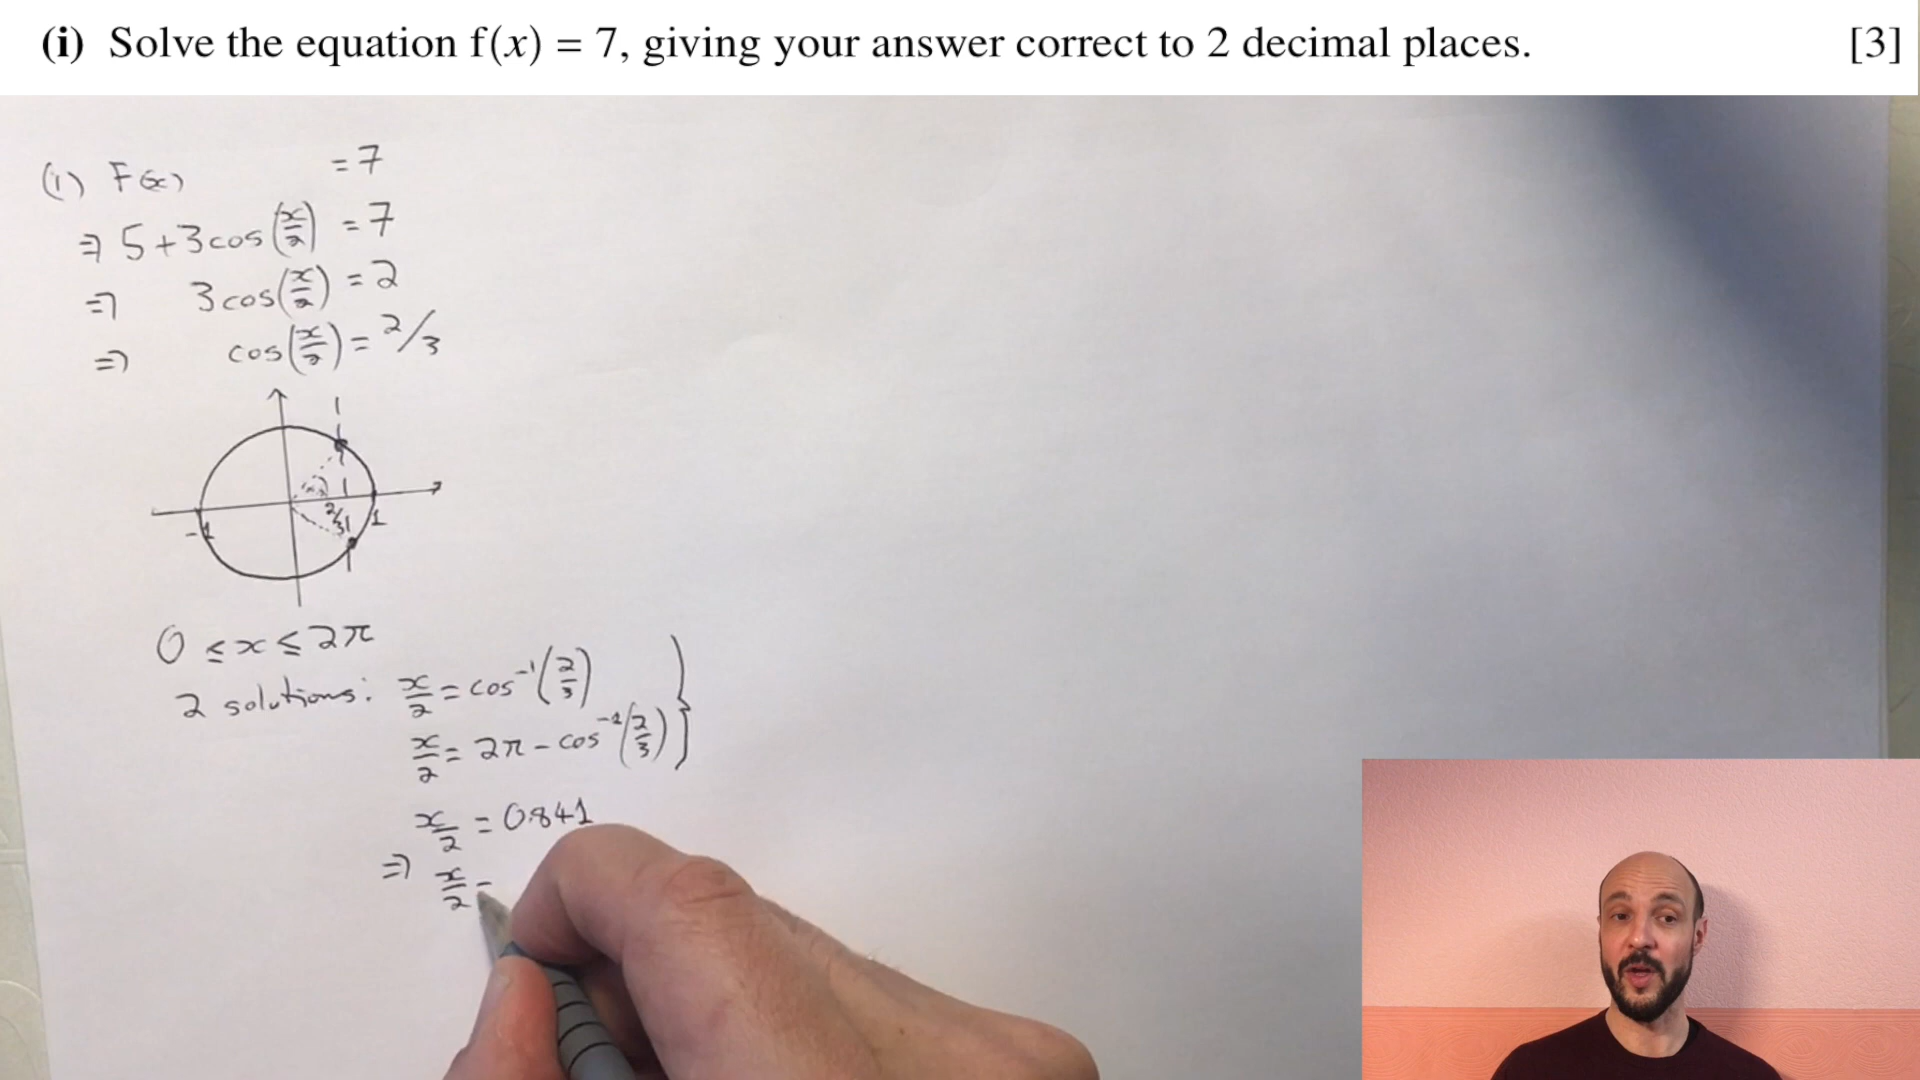 (i) Solve the equation f(x) = 7, giving your answer correct to 2 decimal places. [3]
(i) F(x) = 7
⇒ 5+3cos(x/2) = 7
⇒ 3cos(x/2) = 2
⇒ cos(x/2) = 2/3
-1 2/3 1
0 ≤ x ≤ 2π
2 solutions: x/2 = cos⁻¹(2/3)
x/2 = 2π - cos⁻¹(2/3)
x/2 = 0.841
⇒ x/2 =